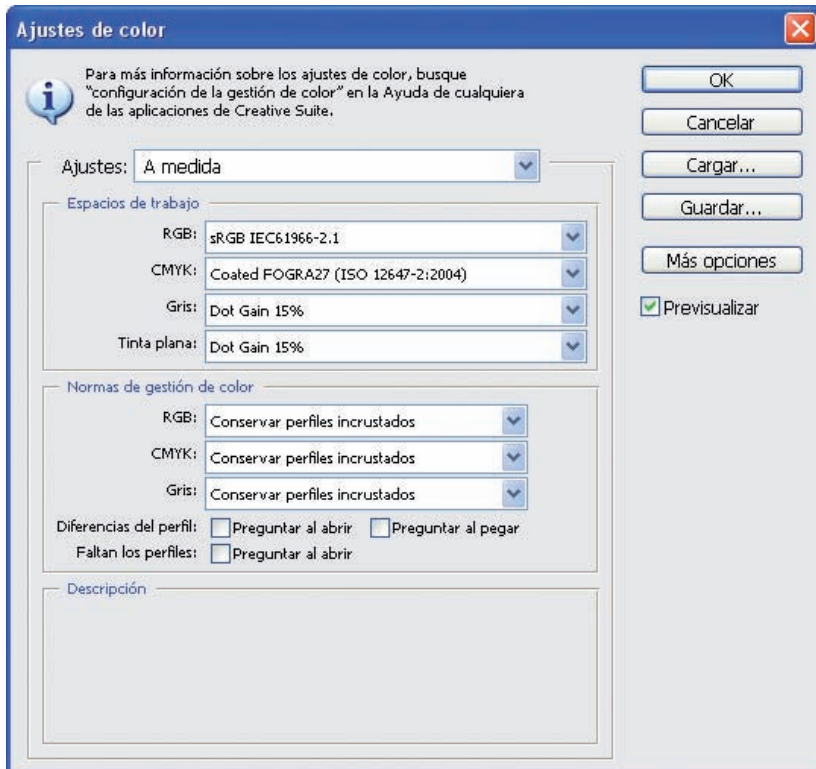 Ajustes de color
Para más información sobre los ajustes de color, busque
"configuración de la gestión de color" en la Ayuda de cualquiera
de las aplicaciones de Creative Suite.
OK
Cancelar
Cargar...
Guardar...
Más opciones
Previsualizar
Ajustes: A medida
Espacios de trabajo
RGB: sRGB IEC61966-2.1
CMYK: Coated FOGRA27 (ISO 12647-2:2004)
Gris: Dot Gain 15%
Tinta plana: Dot Gain 15%
Normas de gestión de color
RGB: Conservar perfiles incrustados
CMYK: Conservar perfiles incrustados
Gris: Conservar perfiles incrustados
Diferencias del perfil: Preguntar al abrir Preguntar al pegar
Faltan los perfiles: Preguntar al abrir
Descripción